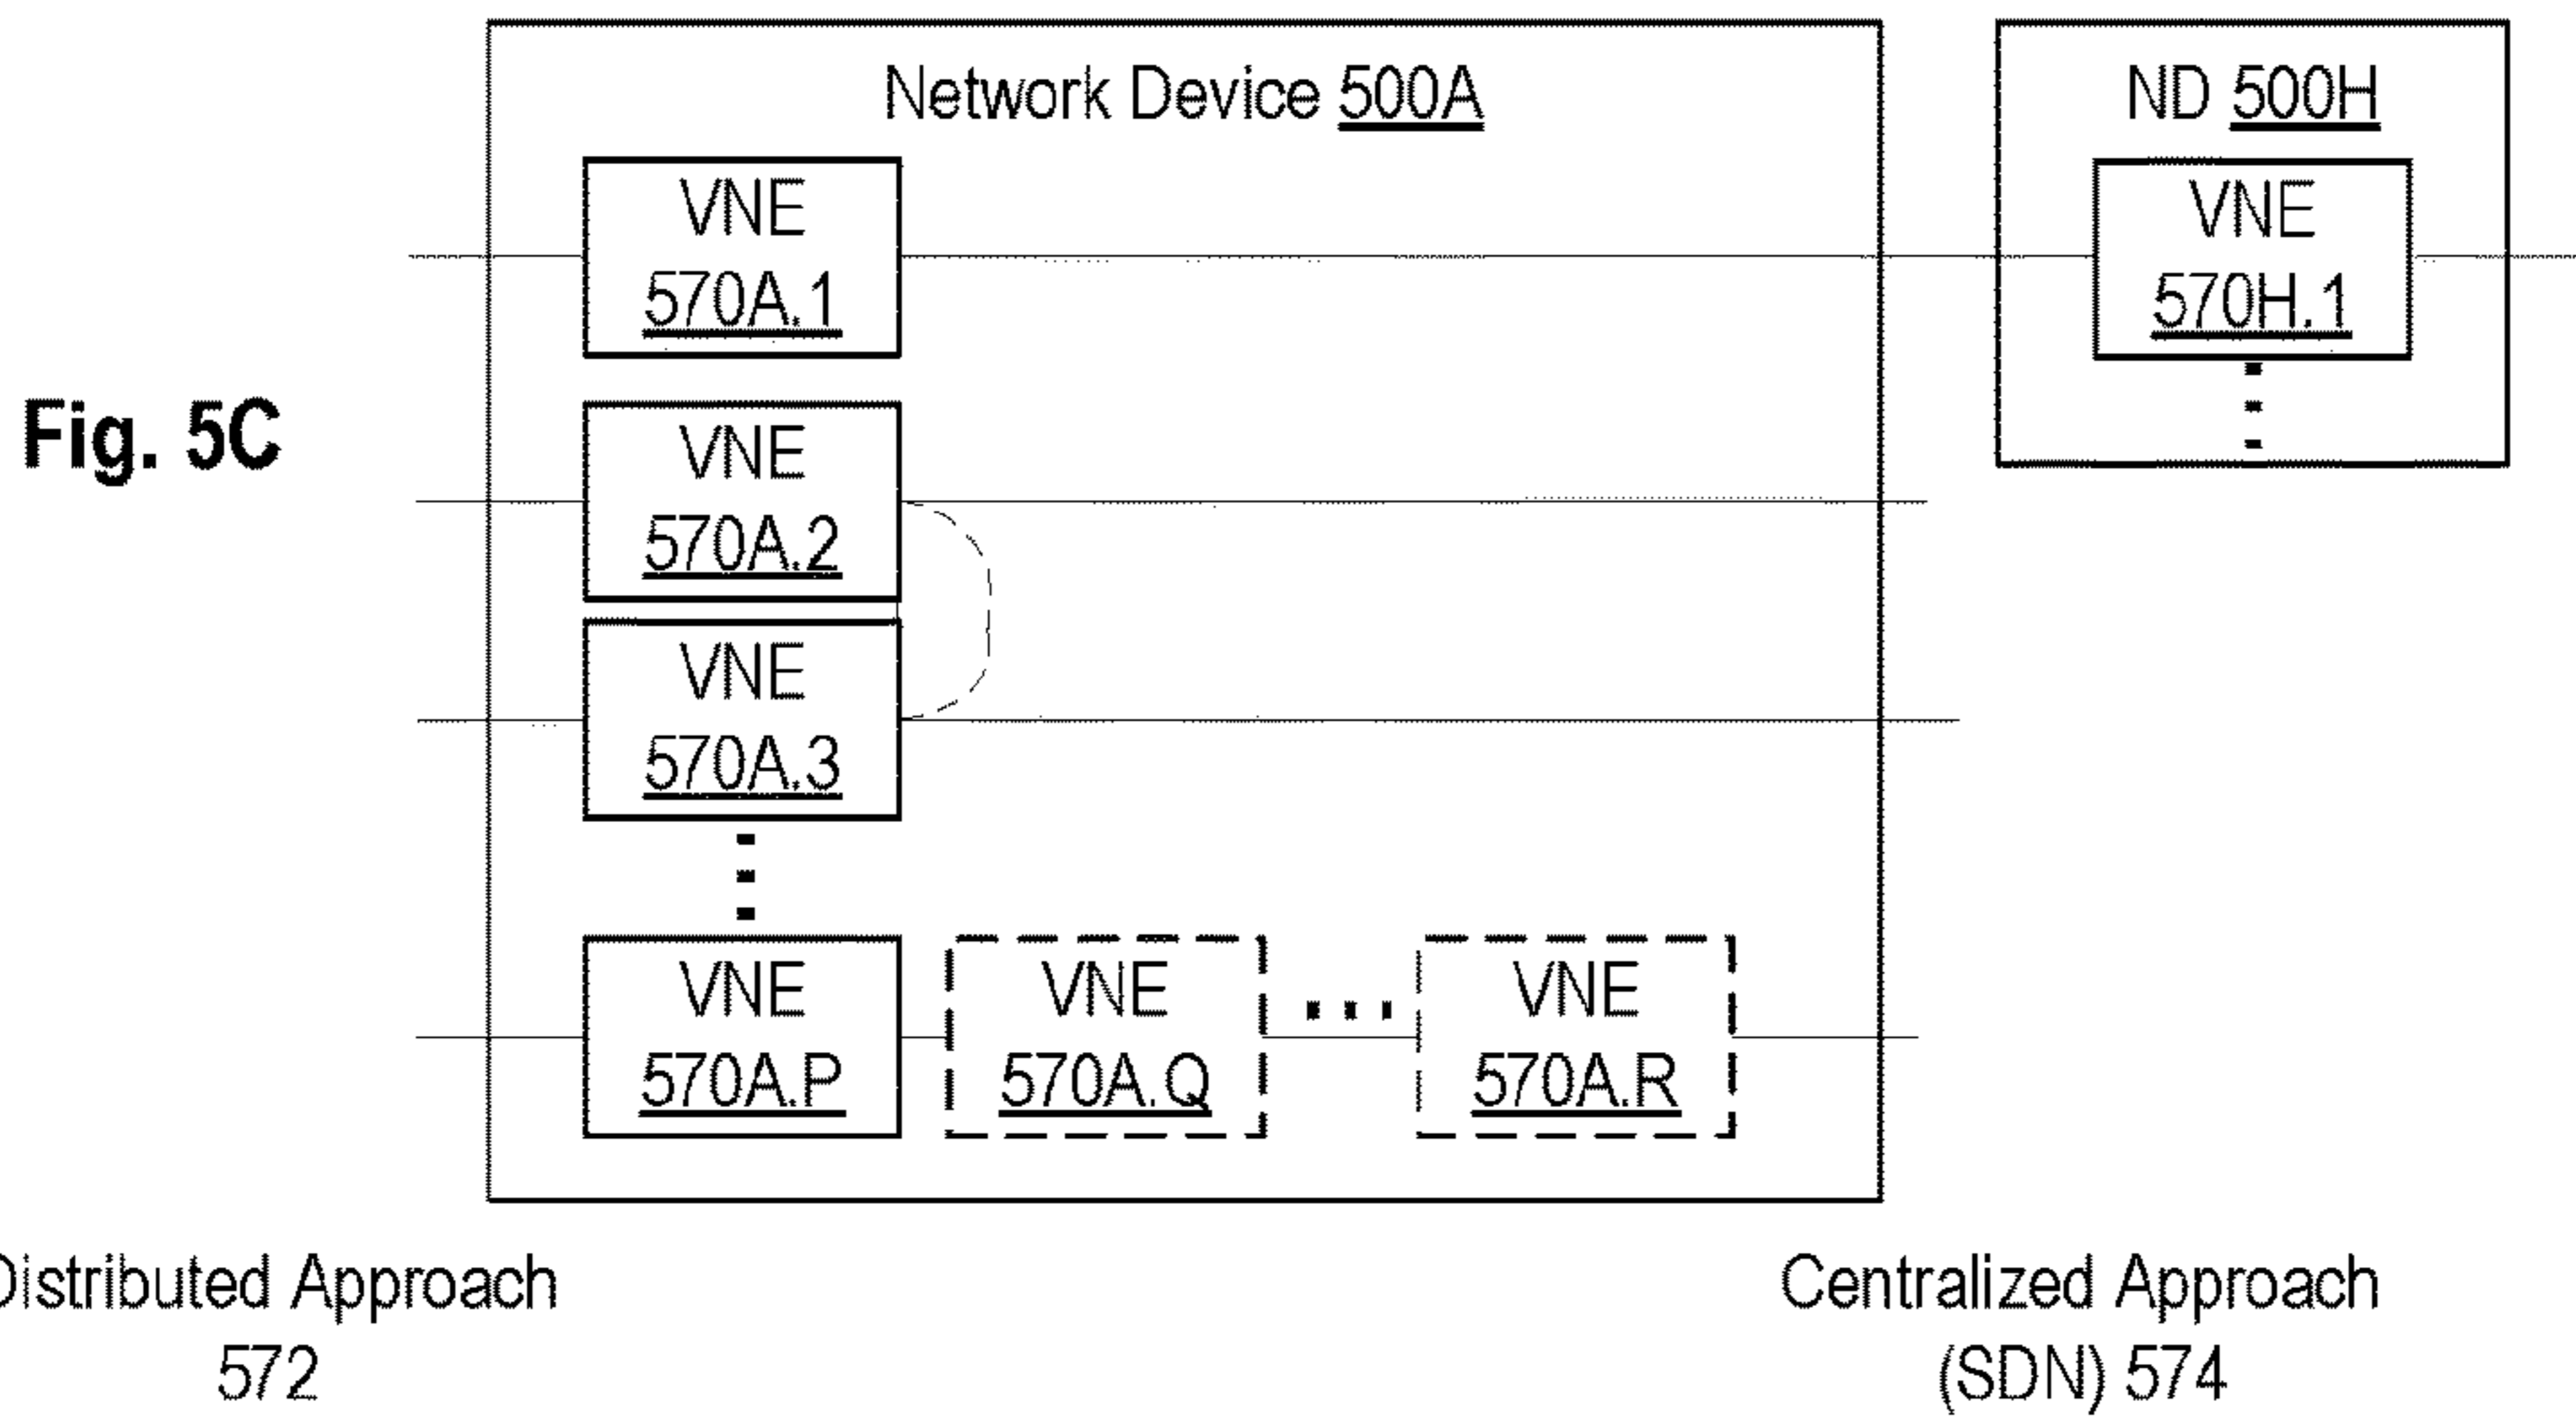 Network Device 500A
ND 500H
VNE
570A.1
VNE
570H.1
Fig. 5C
VNE
570A.2
VNE
570A.3
VNE
570A.P
VNE
570A.Q
...
VNE
570A.R
Distributed Approach
572
Centralized Approach
(SDN) 574